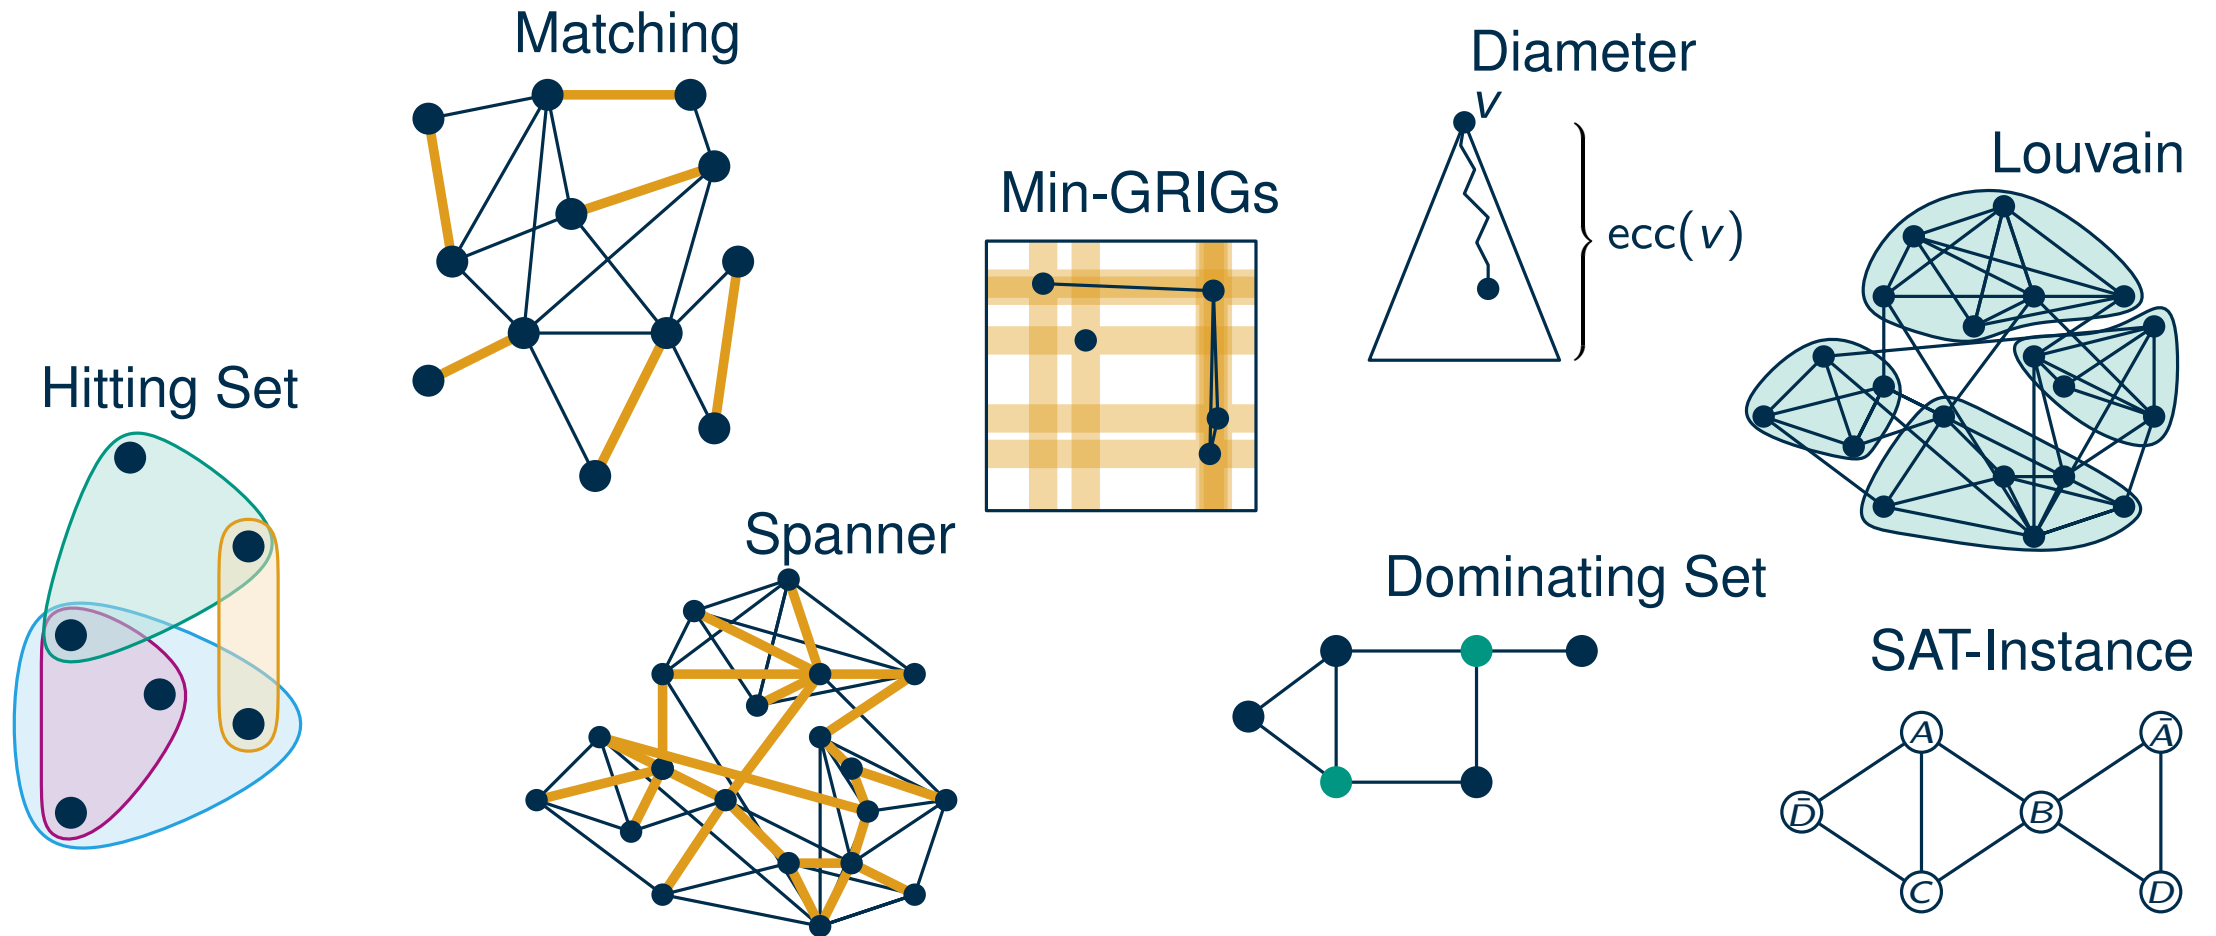 Matching
Diameter
v
ecc(v)
Louvain
Min-GRIGs
Hitting Set
Spanner
Dominating Set
SAT-Instance
A
Ā
D̄
B
C
D